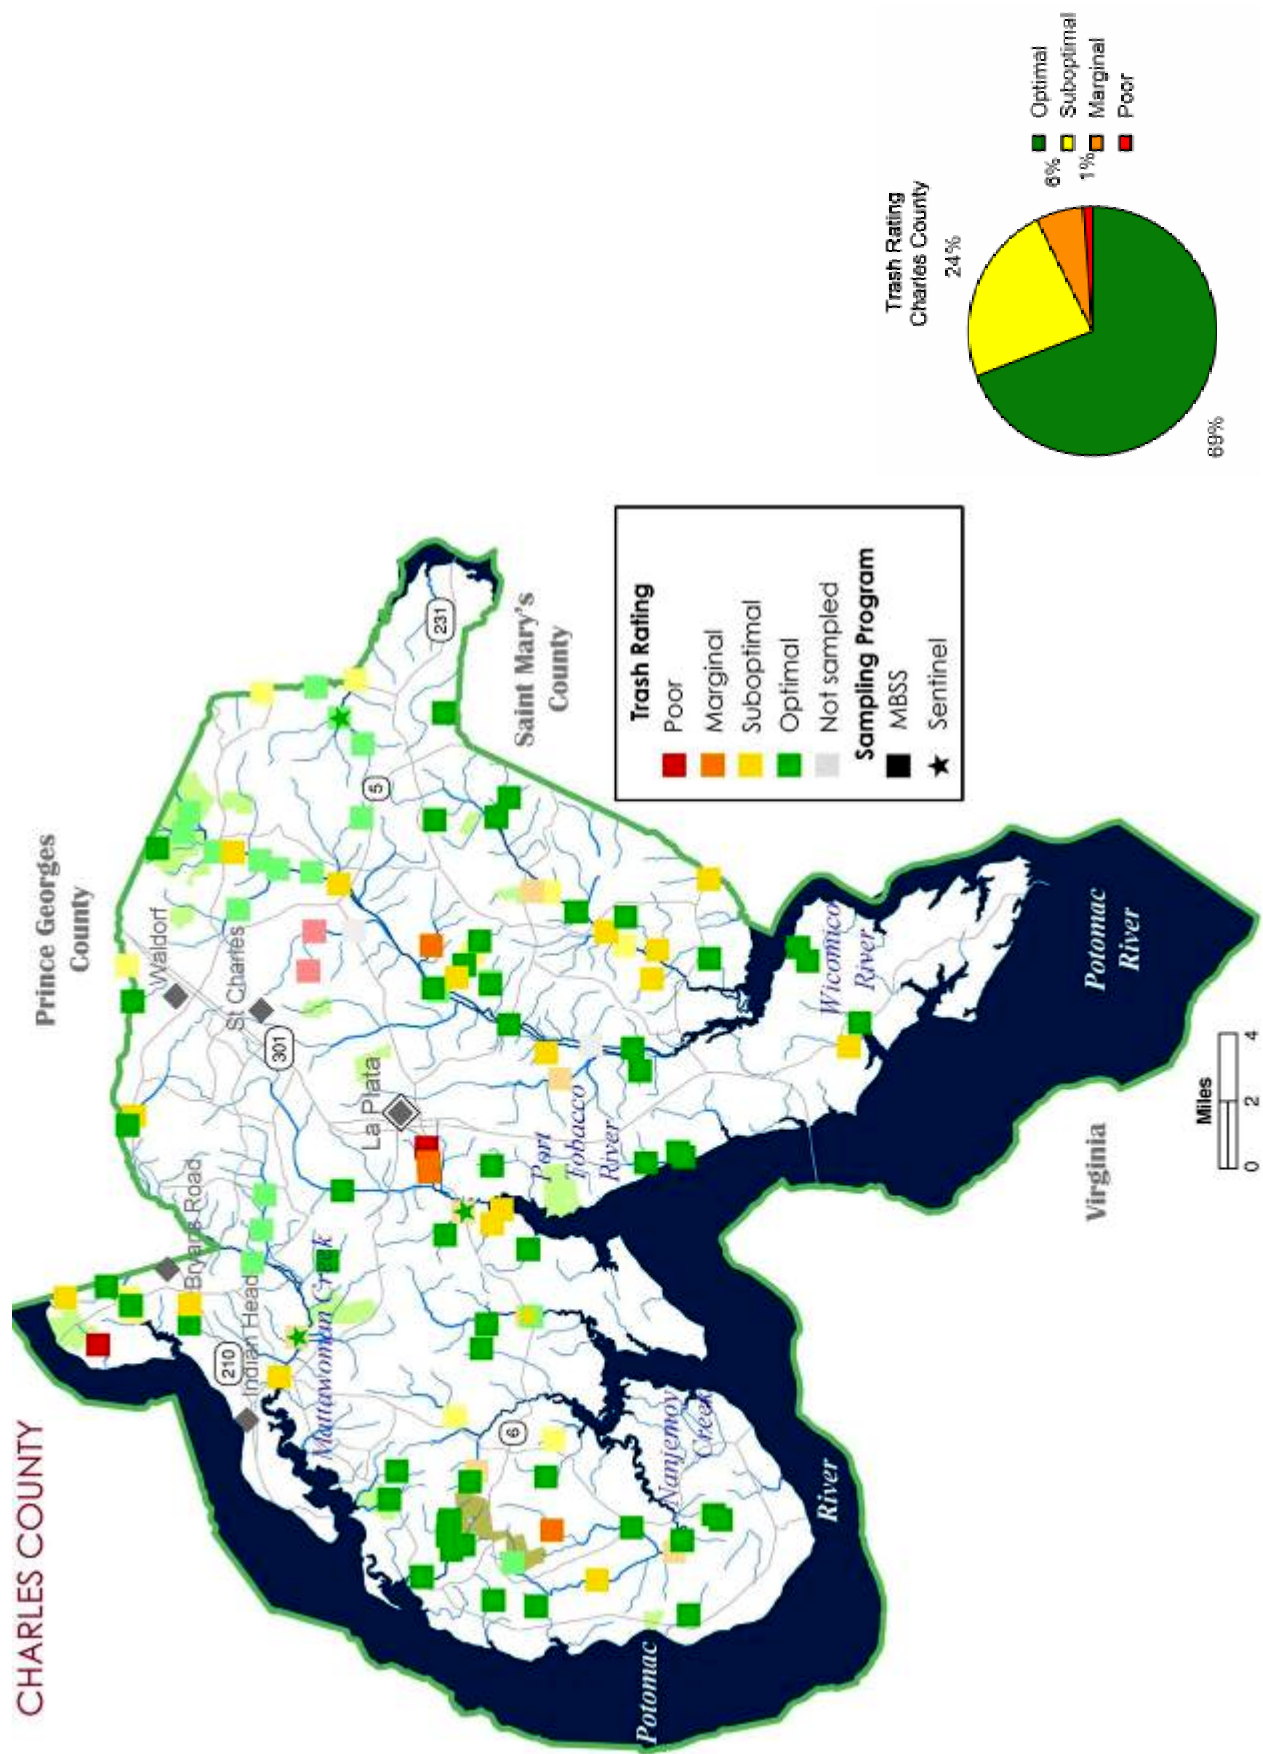 CHARLES COUNTY
Prince Georges
County
Waldorf
St Charles
301
Bryans Road
Indian Head
210
La Plata
5
231
Saint Mary's
County
Mattawoman Creek
Port
Tobacco
River
6
Nanjemoy
Creek
Wicomico
River
Potomac
River
Potomac
River
Virginia
Miles
0 2 4
Trash Rating
Poor
Marginal
Suboptimal
Optimal
Not sampled
Sampling Program
MBSS
Sentinel
Trash Rating
Charles County
69%
24%
6%
1%
Optimal
Suboptimal
Marginal
Poor